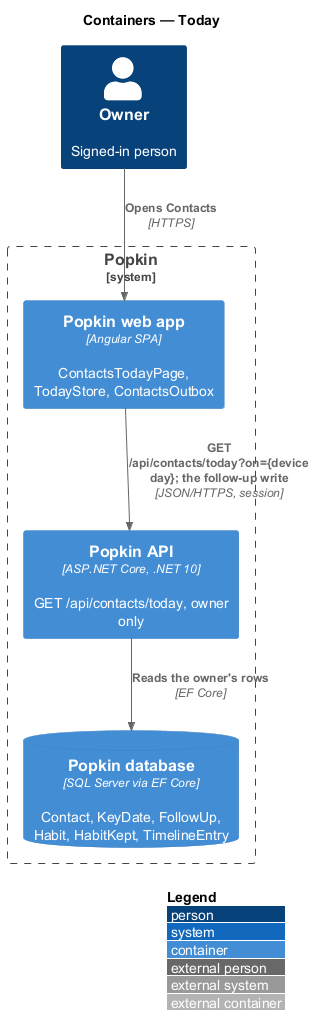 Containers — Today
Owner
Signed-in person
Opens Contacts
[HTTPS]
Popkin
[system]
Popkin web app
[Angular SPA]
ContactsTodayPage,
TodayStore, ContactsOutbox
GET
/api/contacts/today?on={device
day}; the follow-up write
[JSON/HTTPS, session]
Popkin API
[ASP.NET Core, .NET 10]
GET /api/contacts/today, owner
only
Reads the owner's rows
[EF Core]
Popkin database
[SQL Server via EF Core]
Contact, KeyDate, FollowUp,
Habit, HabitKept, TimelineEntry
Legend
person
system
container
external person
external system
external container